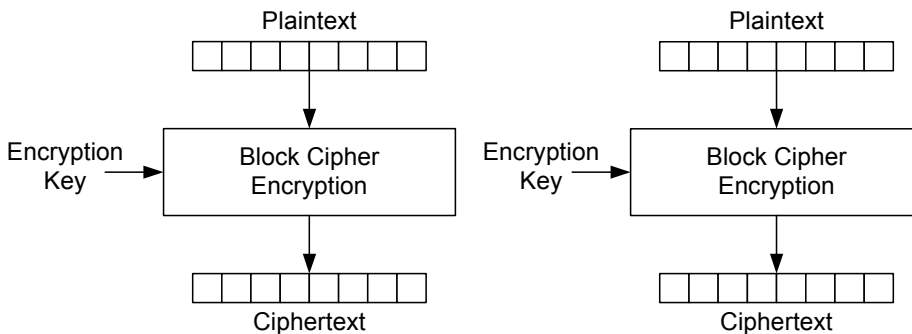 Plaintext
Encryption
Key
Block Cipher
Encryption
Ciphertext
Plaintext
Encryption
Key
Block Cipher
Encryption
Ciphertext